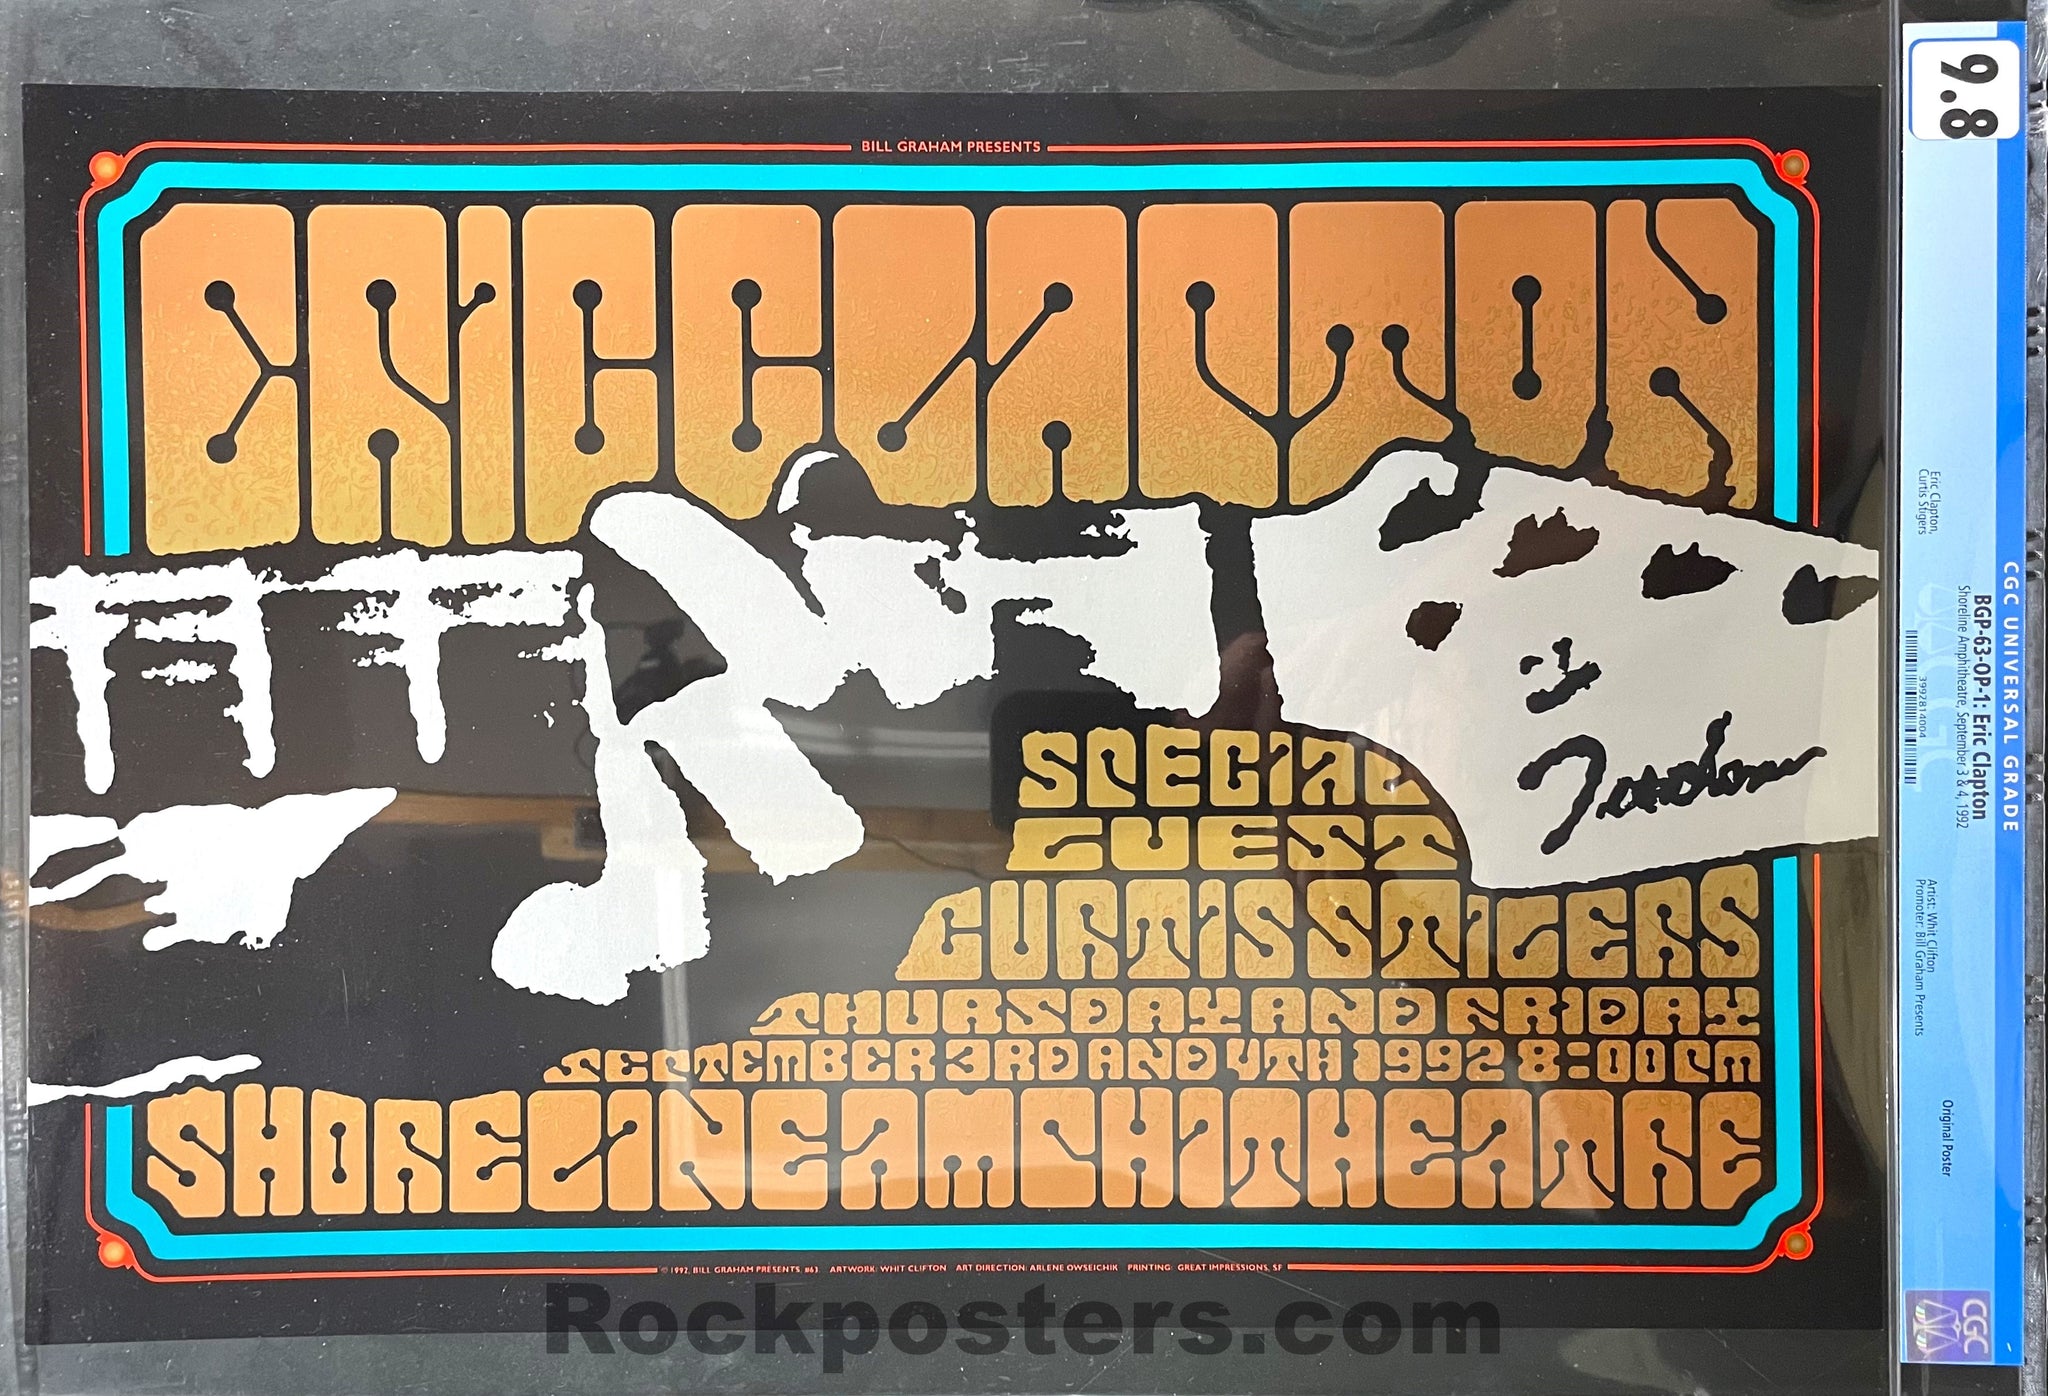 BILL GRAHAM PRESENTS
ERIC CLAPTON
SPECIAL
GUEST
CURTIS STIGERS
THURSDAY AND FRIDAY
SEPTEMBER 3RD AND 4TH 1992 8:00 PM
SHORELINE AMPHITHEATRE
© 1992, BILL GRAHAM PRESENTS, #63. ARTWORK: WHIT CLIFTON ART DIRECTION: ARLENE OWSEICHIK PRINTING: GREAT IMPRESSIONS, SF
Rockposters.com
9.8
CGC UNIVERSAL GRADE
BGP-63-OP-1: Eric Clapton
Shoreline Amphitheatre, September 3 & 4, 1992
3992814004
Eric Clapton,
Curtis Stigers
Artist: Whit Clifton
Promoter: Bill Graham Presents
Original Poster
CGC